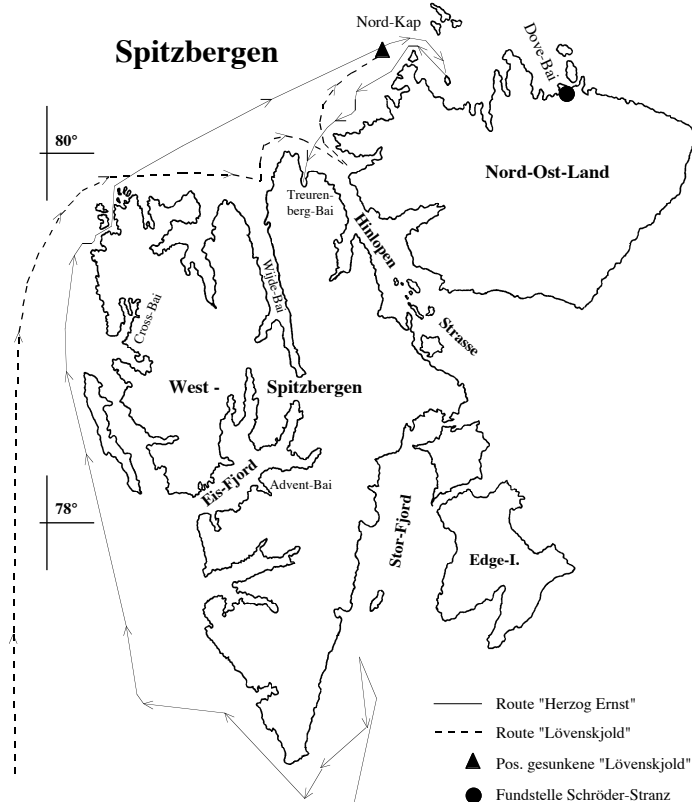 Nord-Kap
Spitzbergen
Dove-Bai
80°
Nord-Ost-Land
Treuren-
berg-Bai
Hinlopen
Strasse
Wijde-Bai
Cross-Bai
West - Spitzbergen
Eis-Fjord
Advent-Bai
78°
Stor-Fjord
Edge-I.
Route "Herzog Ernst"
Route "Lövenskjold"
Pos. gesunkene "Lövenskjold"
Fundstelle Schröder-Stranz